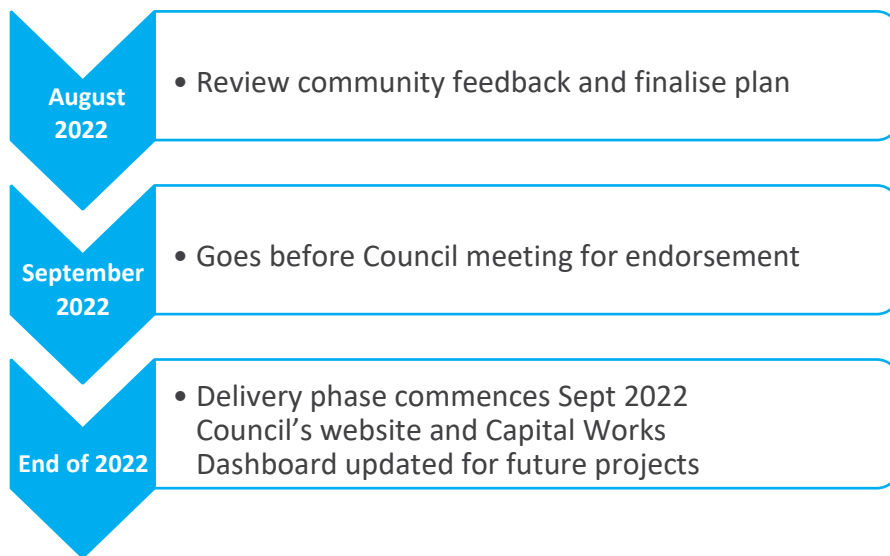 August
2022
• Review community feedback and finalise plan
September
2022
• Goes before Council meeting for endorsement
End of 2022
• Delivery phase commences Sept 2022
Council’s website and Capital Works
Dashboard updated for future projects